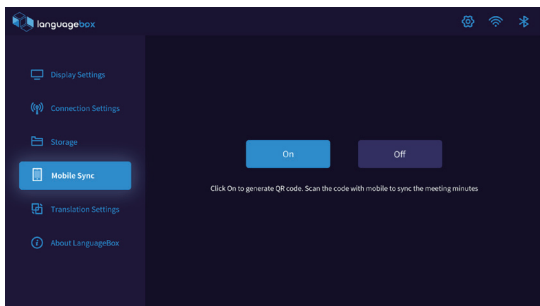 languagebox
Display Settings
Connection Settings
Storage
Mobile Sync
Translation Settings
About LanguageBox
On
Off
Click On to generate QR code. Scan the code with mobile to sync the meeting minutes